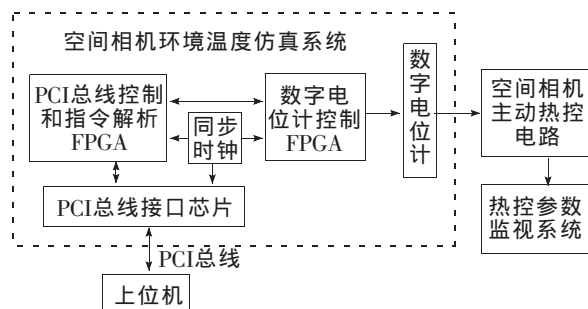 空间相机环境温度仿真系统
PCI总线控制
和指令解析
FPGA
同步
时钟
数字电
位计控制
FPGA
数
字
电
位
计
空间相机
主动热控
电路
PCI总线接口芯片
热控参数
监视系统
PCI总线
上位机